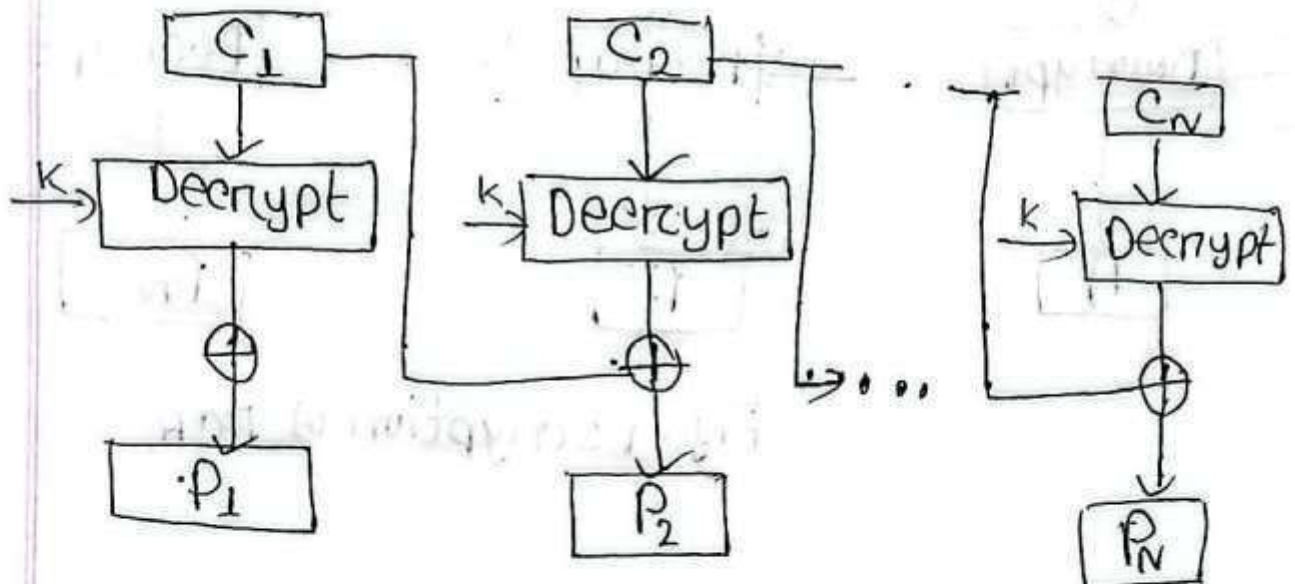 C1 C2 . . CN
K Decrypt K Decrypt K Decrypt
...
P1 P2 PN